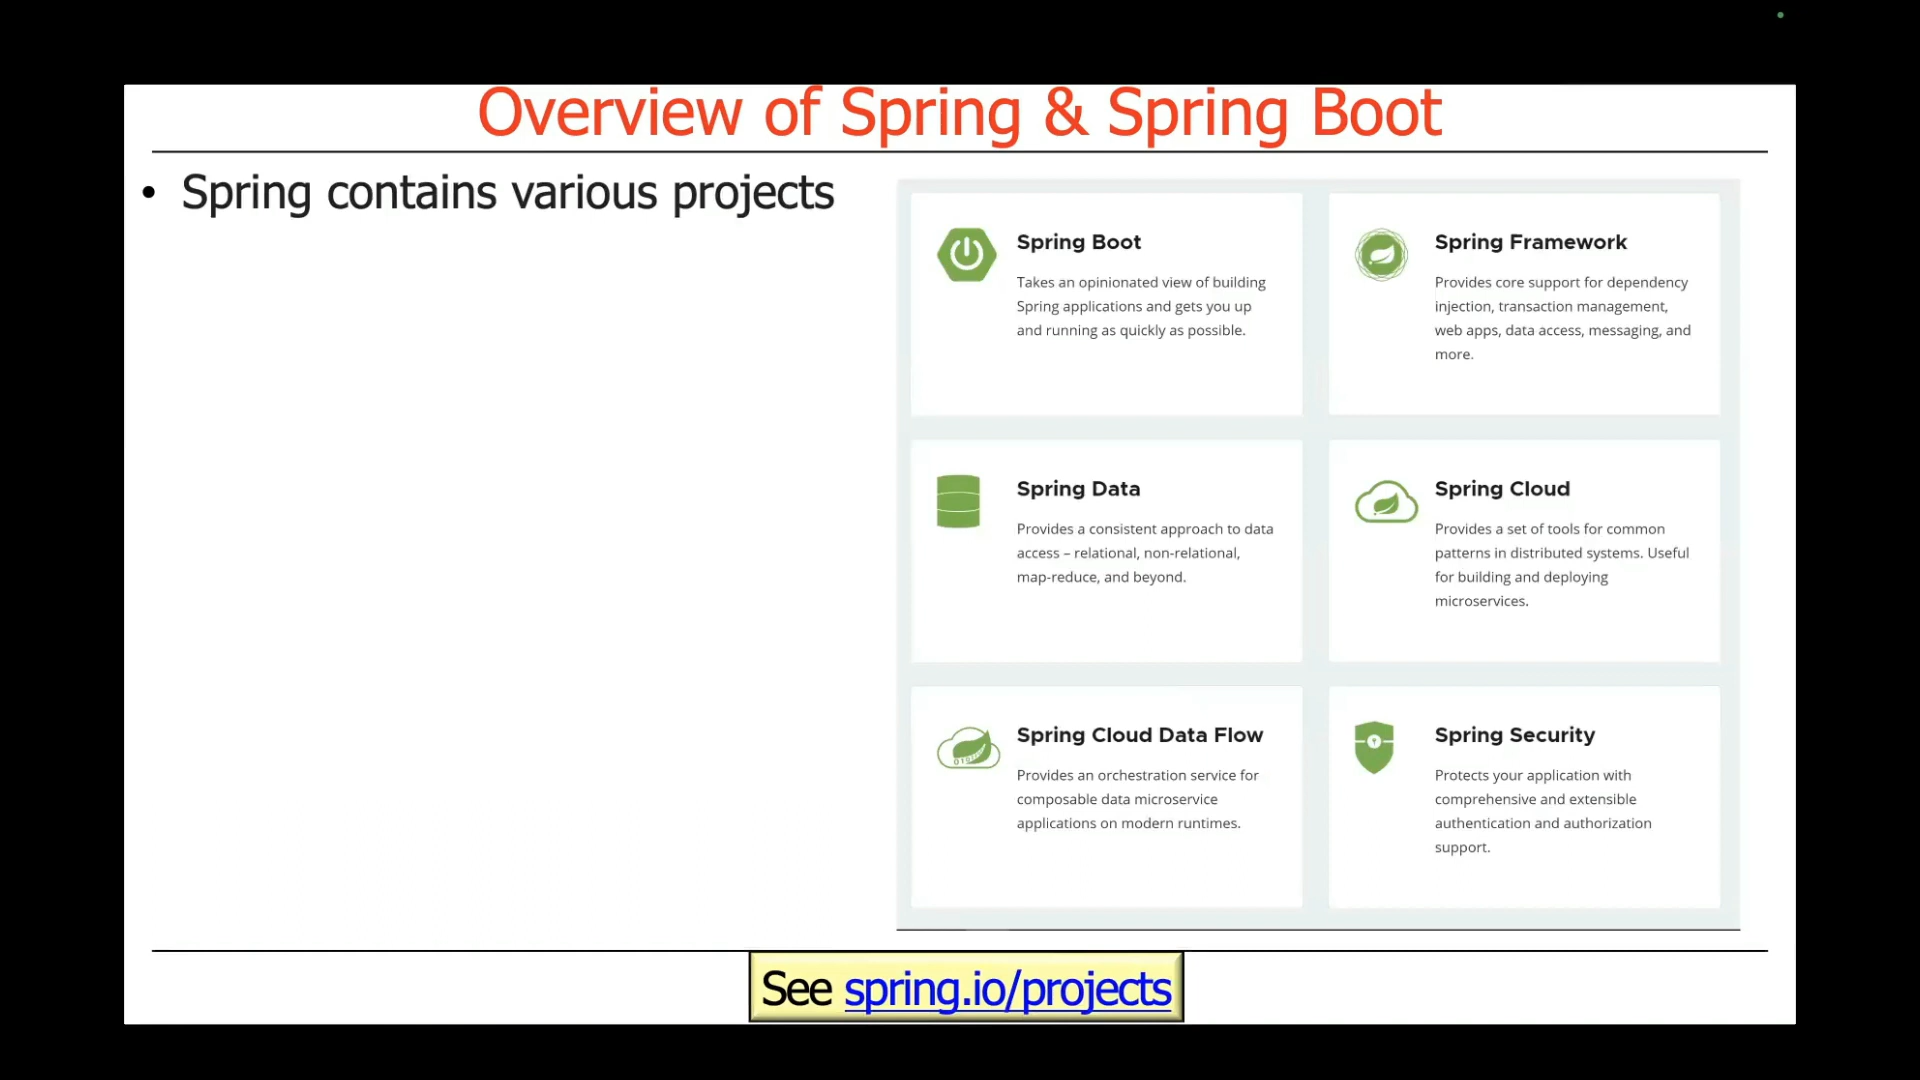 Overview of Spring & Spring Boot
• Spring contains various projects
Spring Boot
Takes an opinionated view of building
Spring applications and gets you up
and running as quickly as possible.
Spring Framework
Provides core support for dependency
injection, transaction management,
web apps, data access, messaging, and
more.
Spring Data
Provides a consistent approach to data
access – relational, non-relational,
map-reduce, and beyond.
Spring Cloud
Provides a set of tools for common
patterns in distributed systems. Useful
for building and deploying
microservices.
Spring Cloud Data Flow
Provides an orchestration service for
composable data microservice
applications on modern runtimes.
Spring Security
Protects your application with
comprehensive and extensible
authentication and authorization
support.
See spring.io/projects